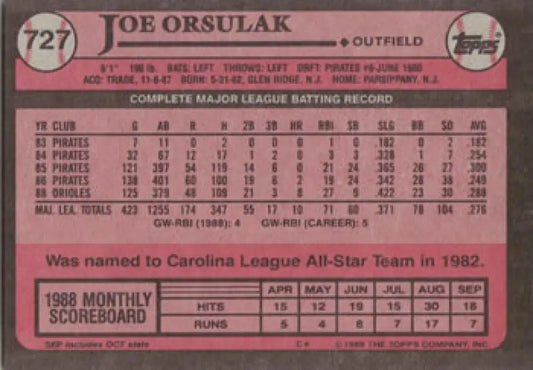 727
JOE ORSULAK
OUTFIELD
Topps
6'1" 190 lb. BATS: LEFT THROWS: LEFT DRFT: PIRATES #6-JUNE 1980
ACQ: TRADE, 11-6-87 BORN: 5-31-62, GLEN RIDGE, N.J. HOME: PARSIPPANY, N.J.
COMPLETE MAJOR LEAGUE BATTING RECORD
YR CLUB G AB R H 2B 3B HR RBI SB SLG BB SO AVG
83 PIRATES 7 11 0 2 0 0 0 1 0 .182 0 2 .182
84 PIRATES 32 67 12 17 1 2 0 3 3 .328 1 7 .254
85 PIRATES 121 397 54 119 14 6 0 21 24 .365 26 27 .300
86 PIRATES 138 401 60 100 19 6 2 19 24 .342 28 38 .249
88 ORIOLES 125 379 48 109 21 3 8 27 9 .422 23 30 .288
MAJ. LEA. TOTALS 423 1255 174 347 55 17 10 71 60 .371 78 104 .276
GW-RBI (1988): 4 GW-RBI (CAREER): 5
Was named to Carolina League All-Star Team in 1982.
1988 MONTHLY SCOREBOARD
APR MAY JUN JUL AUG SEP
HITS 15 12 19 15 30 18
RUNS 5 4 8 7 17 7
SEP includes OCT stats
C* © 1989 THE TOPPS COMPANY, INC.